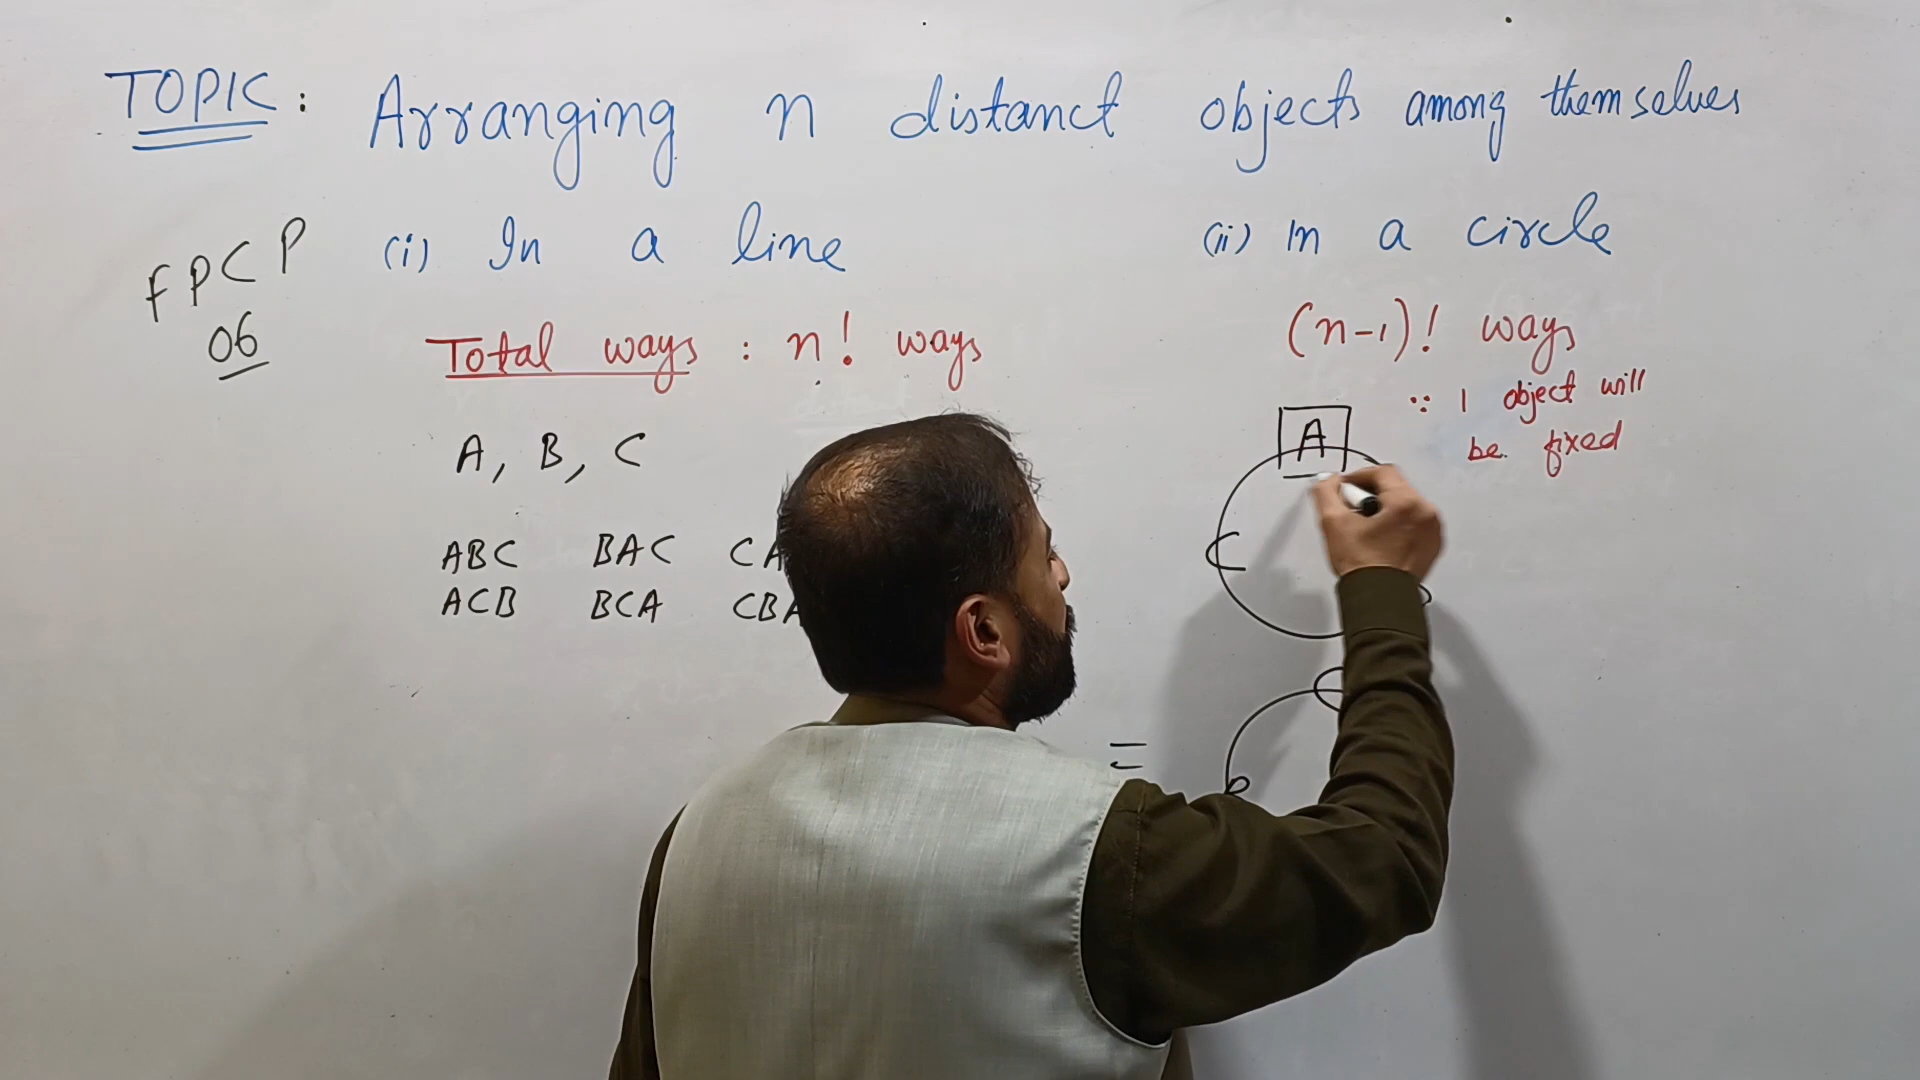 TOPIC : Arranging n distanct objects among themselves
FPCP
06
(i) In a line
Total ways : n! ways
A, B, C
ABC BAC
ACB BCA
(ii) In a circle
(n-1)! ways
∵ 1 object will
be fixed
A
C
=